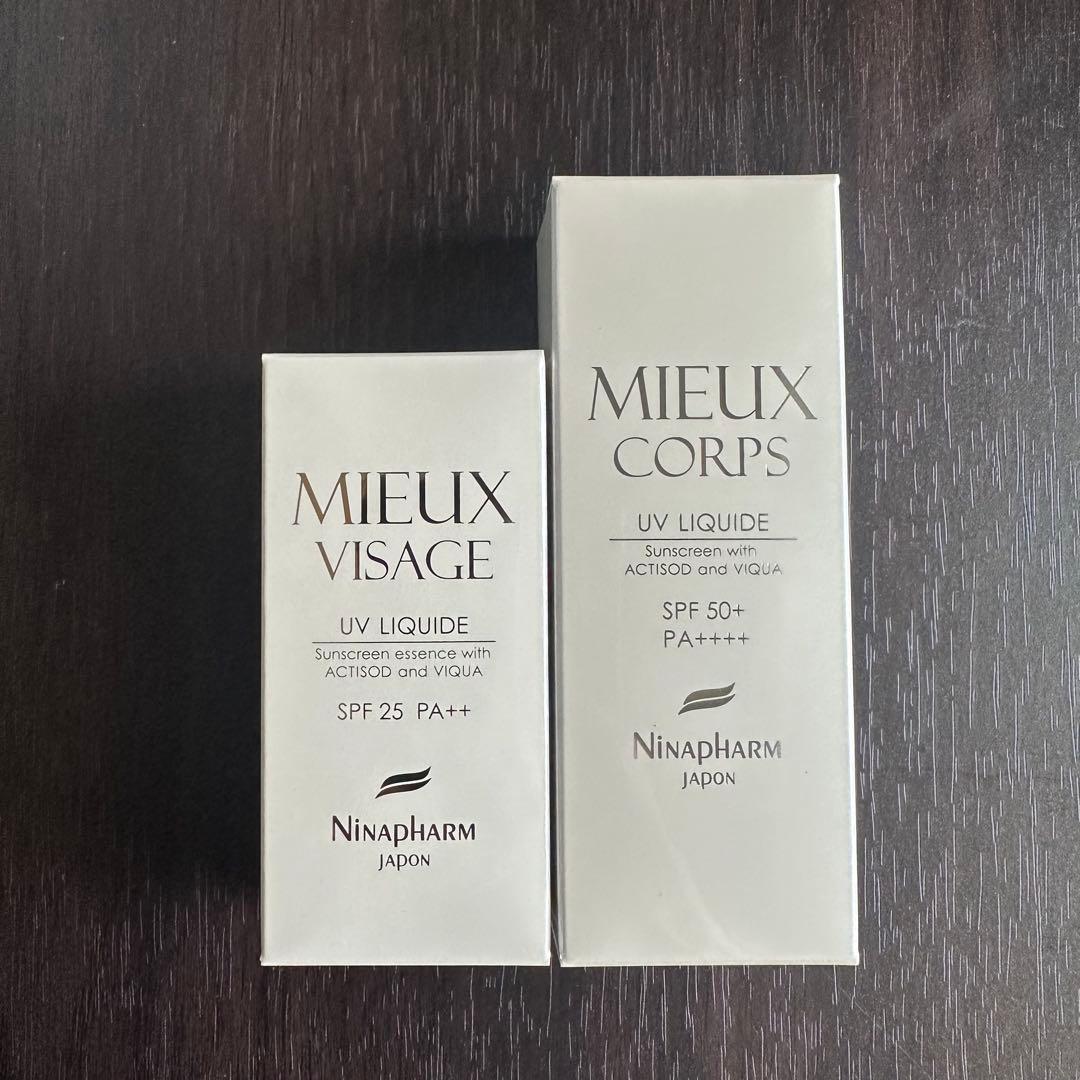 MIEUX
VISAGE
UV LIQUIDE
Sunscreen essence with
ACTISOD and VIQUA
SPF 25 PA++
NiNAPHARM
JAPON
MIEUX
CORPS
UV LIQUIDE
Sunscreen with
ACTISOD and VIQUA
SPF 50+
PA++++
NiNAPHARM
JAPON